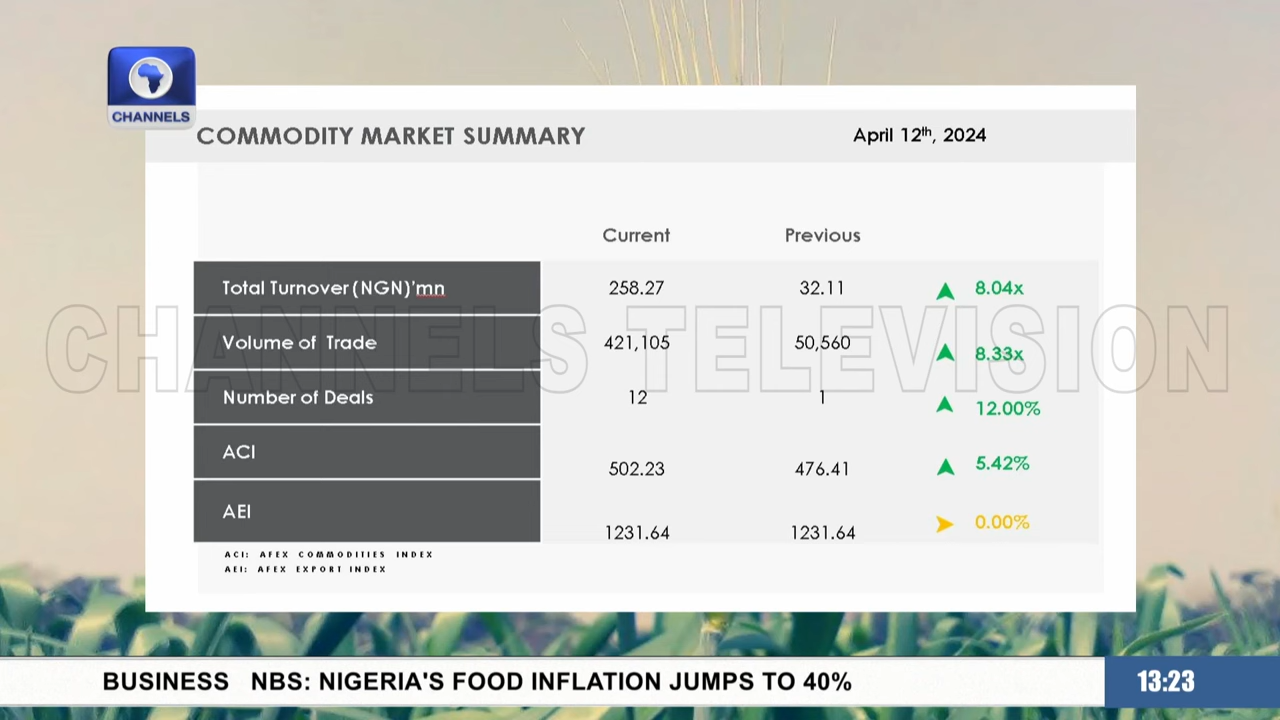 CHANNELS
COMMODITY MARKET SUMMARY April 12th, 2024
Current Previous
Total Turnover (NGN)'mn 258.27 32.11 8.04x
CHANNELS TELEVISION
Volume of Trade 421,105 50,560 8.33x
Number of Deals 12 1 12.00%
ACI 502.23 476.41 5.42%
AEI 1231.64 1231.64 0.00%
ACI: AFEX COMMODITIES INDEX
AEI: AFEX EXPORT INDEX
BUSINESS NBS: NIGERIA'S FOOD INFLATION JUMPS TO 40% 13:23